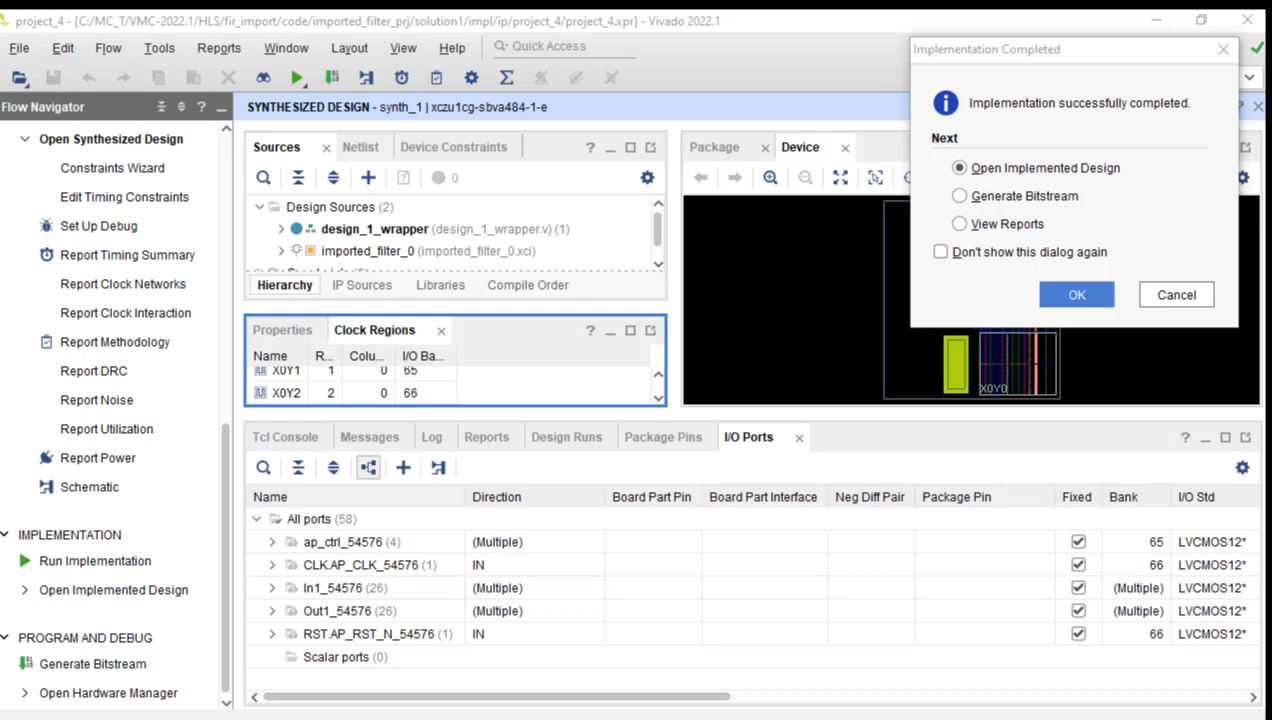 project_4 - [C:/MC_T/VMC-2022.1/HLS/fir_import/code/imported_filter_prj/solution1/impl/ip/project_4/project_4.xpr] - Vivado 2022.1
File Edit Flow Tools Reports Window Layout View Help Quick Access
Flow Navigator
Open Synthesized Design
Constraints Wizard
Edit Timing Constraints
Set Up Debug
Report Timing Summary
Report Clock Networks
Report Clock Interaction
Report Methodology
Report DRC
Report Noise
Report Utilization
Report Power
Schematic
IMPLEMENTATION
Run Implementation
Open Implemented Design
PROGRAM AND DEBUG
Generate Bitstream
Open Hardware Manager
SYNTHESIZED DESIGN - synth_1 | xczu1cg-sbva484-1-e
Sources Netlist Device Constraints
0
Design Sources (2)
design_1_wrapper (design_1_wrapper.v) (1)
imported_filter_0 (imported_filter_0.xci)
Hierarchy IP Sources Libraries Compile Order
Properties Clock Regions
Name R... Colu... I/O Ba...
X0Y1 1 0 65
X0Y2 2 0 66
Package Device
X0Y0
Implementation Completed
Implementation successfully completed.
Next
Open Implemented Design
Generate Bitstream
View Reports
Don't show this dialog again
OK Cancel
Tcl Console Messages Log Reports Design Runs Package Pins I/O Ports
Name Direction Board Part Pin Board Part Interface Neg Diff Pair Package Pin Fixed Bank I/O Std
All ports (58)
ap_ctrl_54576 (4) (Multiple) 65 LVCMOS12*
CLK.AP_CLK_54576 (1) IN 66 LVCMOS12*
In1_54576 (26) (Multiple) (Multiple) LVCMOS12*
Out1_54576 (26) (Multiple) (Multiple) LVCMOS12*
RST.AP_RST_N_54576 (1) IN 66 LVCMOS12*
Scalar ports (0)